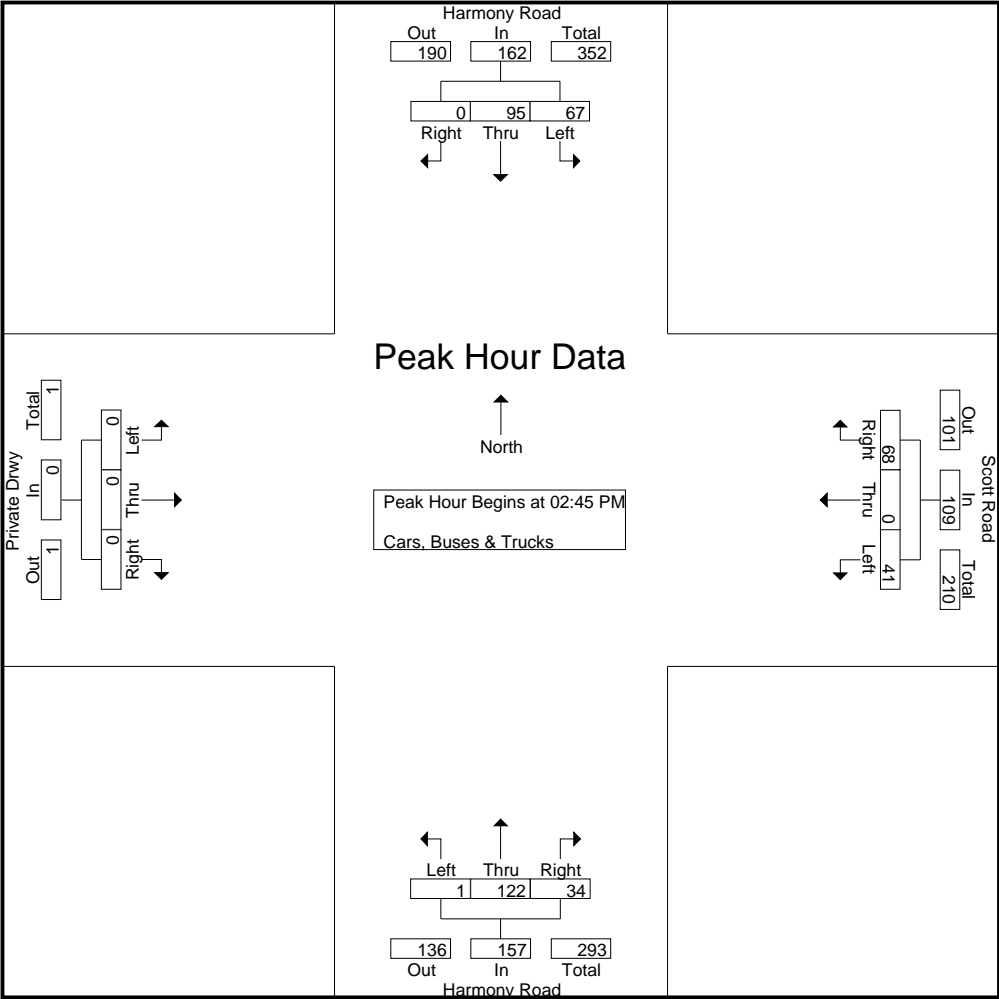 Harmony Road
Out In Total
190 162 352
0 95 67
Right Thru Left
Peak Hour Data
North
Peak Hour Begins at 02:45 PM
Cars, Buses & Trucks
Private Drwy
Out In Total
1 0 1
0 0 0
Right Thru Left
Scott Road
Out In Total
101 109 210
68 0 41
Right Thru Left
Left Thru Right
1 122 34
136 157 293
Out In Total
Harmony Road